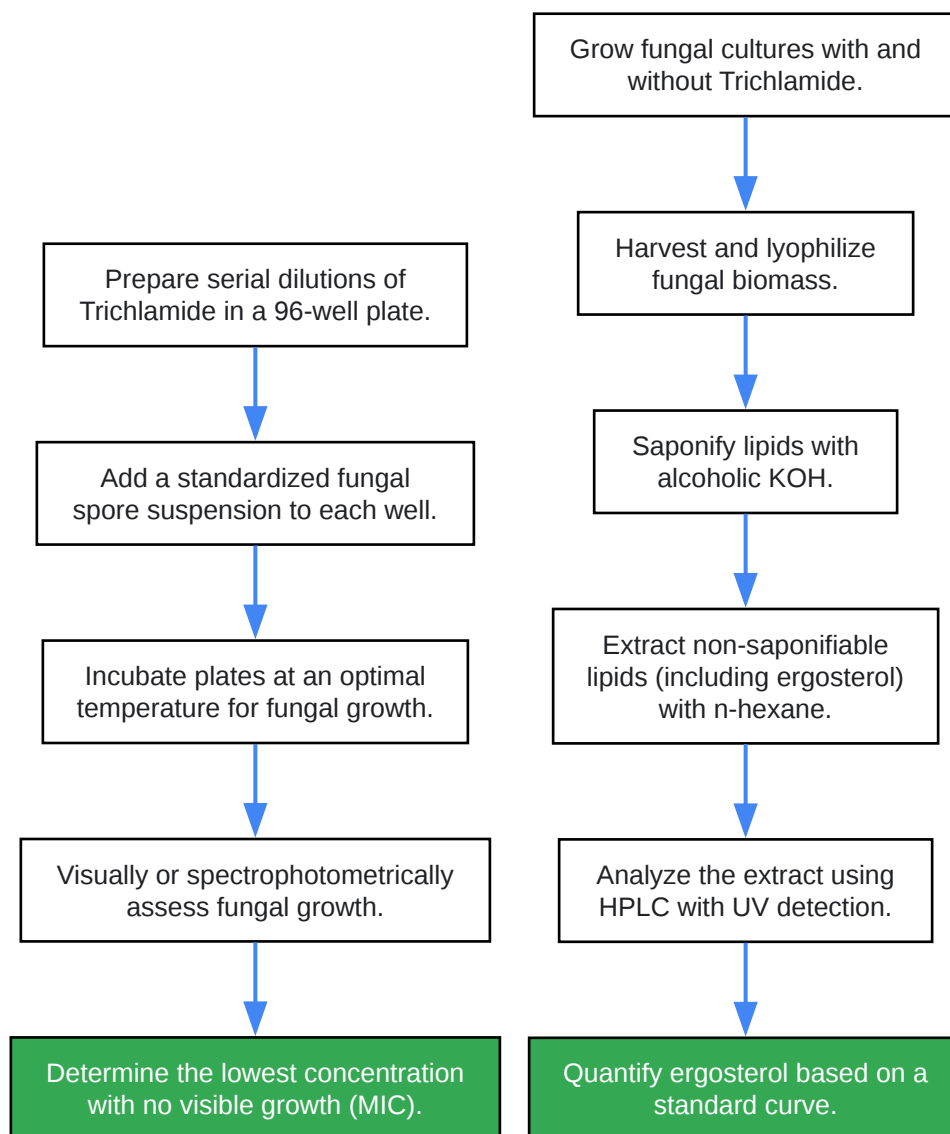 Prepare serial dilutions of
Trichlamide in a 96-well plate.
Add a standardized fungal
spore suspension to each well.
Incubate plates at an optimal
temperature for fungal growth.
Visually or spectrophotometrically
assess fungal growth.
Determine the lowest concentration
with no visible growth (MIC).
Grow fungal cultures with and
without Trichlamide.
Harvest and lyophilize
fungal biomass.
Saponify lipids with
alcoholic KOH.
Extract non-saponifiable
lipids (including ergosterol)
with n-hexane.
Analyze the extract using
HPLC with UV detection.
Quantify ergosterol based on a
standard curve.